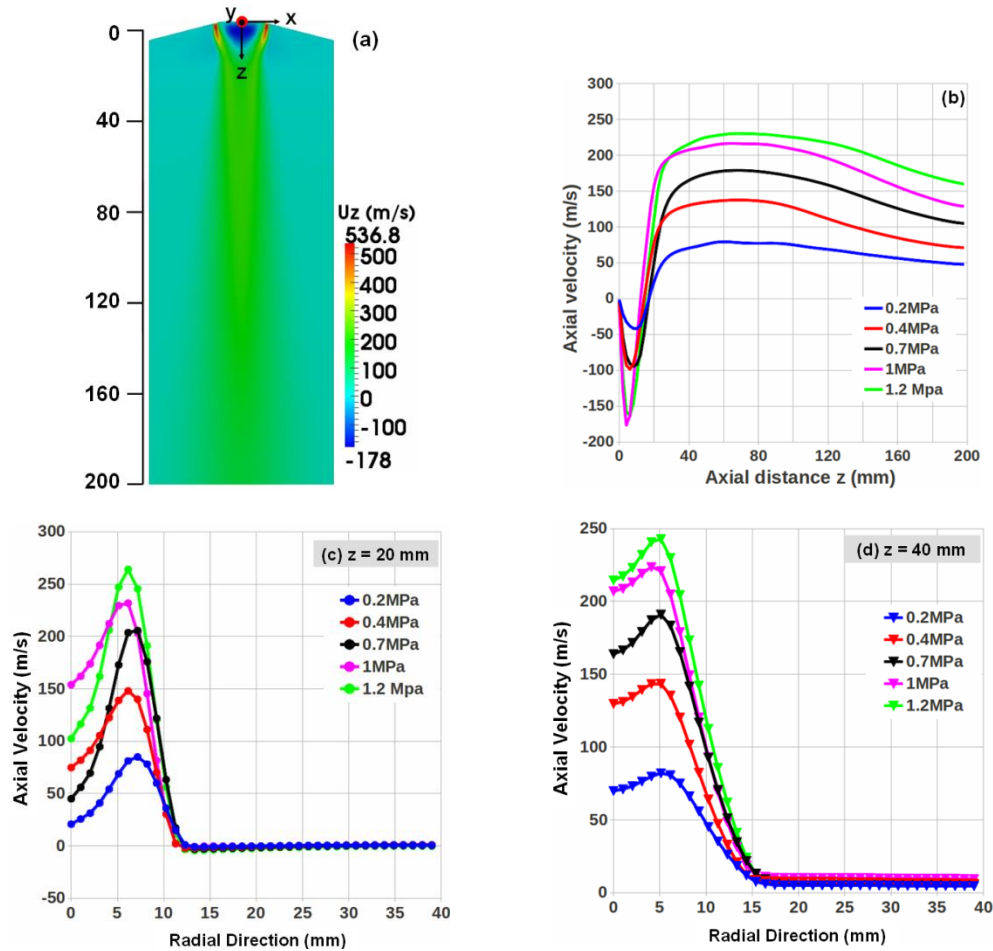 y
x
z
(a)
0
40
80
120
160
200
Uz (m/s)
536.8
500
400
300
200
100
0
-100
-178
(b)
300
250
200
150
100
50
0
-50
-100
-150
-200
Axial velocity (m/s)
0.2MPa
0.4MPa
0.7MPa
1MPa
1.2 Mpa
0 40 80 120 160 200
Axial distance z (mm)
(c) z = 20 mm
300
250
200
150
100
50
0
-50
Axial Velocity (m/s)
0.2MPa
0.4MPa
0.7MPa
1MPa
1.2 Mpa
0 5 10 15 20 25 30 35 40
Radial Direction (mm)
(d) z = 40 mm
250
200
150
100
50
0
Axial Velocity (m/s)
0.2MPa
0.4MPa
0.7MPa
1MPa
1.2MPa
0 5 10 15 20 25 30 35 40
Radial Direction (mm)